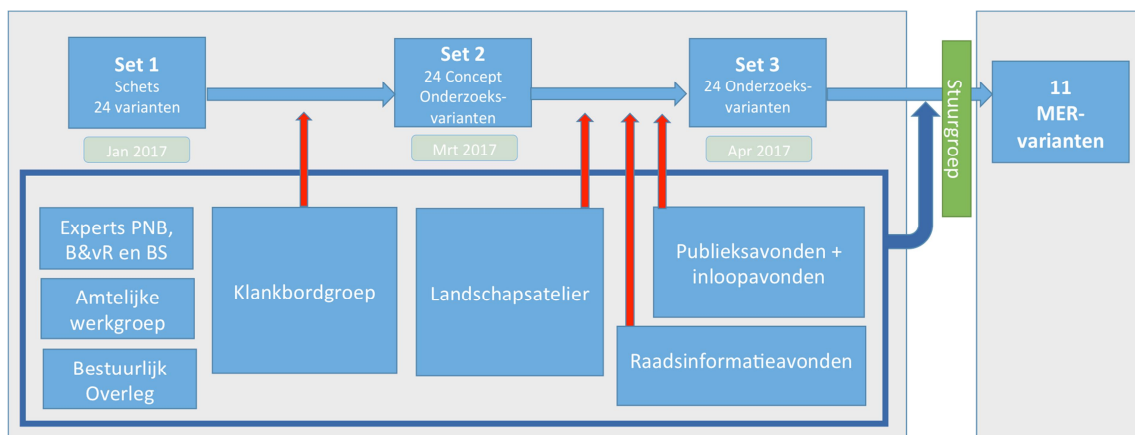 Set 1
Schets
24 varianten
Jan 2017
Set 2
24 Concept
Onderzoeks-
varianten
Mrt 2017
Set 3
24 Onderzoeks-
varianten
Apr 2017
Stuurgroep
11
MER-
varianten
Experts PNB,
B&vR en BS
Amtelijke
werkgroep
Bestuurlijk
Overleg
Klankbordgroep
Landschapsatelier
Publieksavonden +
inloopavonden
Raadsinformatieavonden